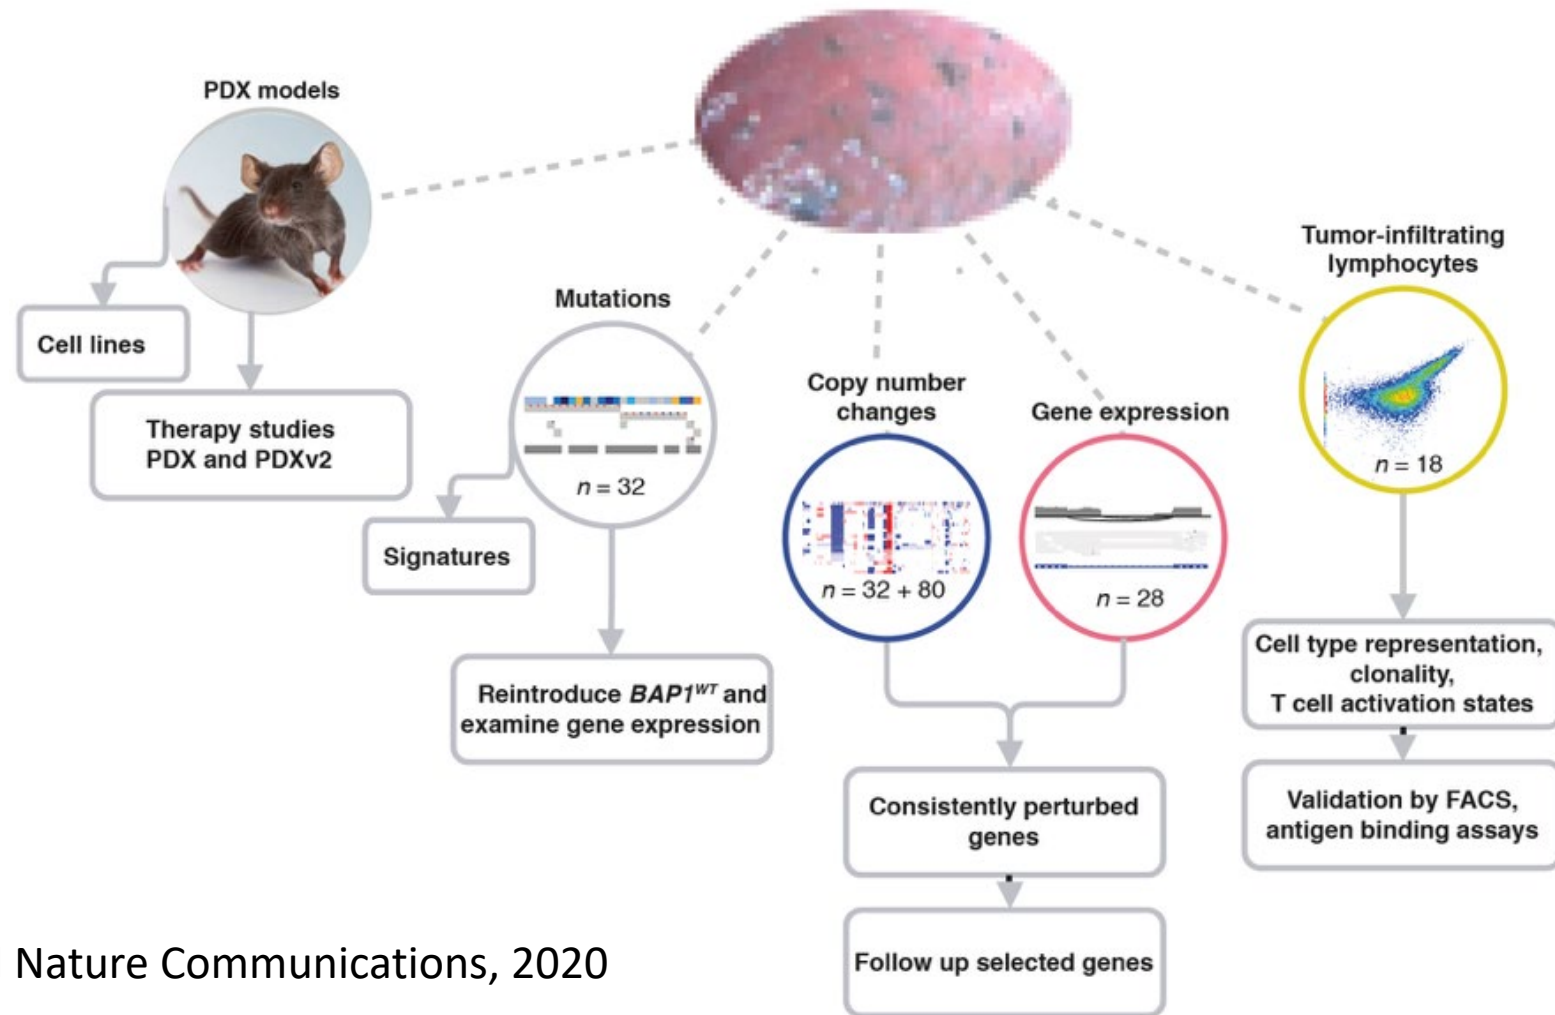 PDX models
Cell lines
Therapy studies
PDX and PDXv2
Mutations
n = 32
Signatures
Reintroduce BAP1WT and
examine gene expression
Copy number
changes
n = 32 + 80
Gene expression
n = 28
Consistently perturbed
genes
Follow up selected genes
Tumor-infiltrating
lymphocytes
n = 18
Cell type representation,
clonality,
T cell activation states
Validation by FACS,
antigen binding assays
Nature Communications, 2020